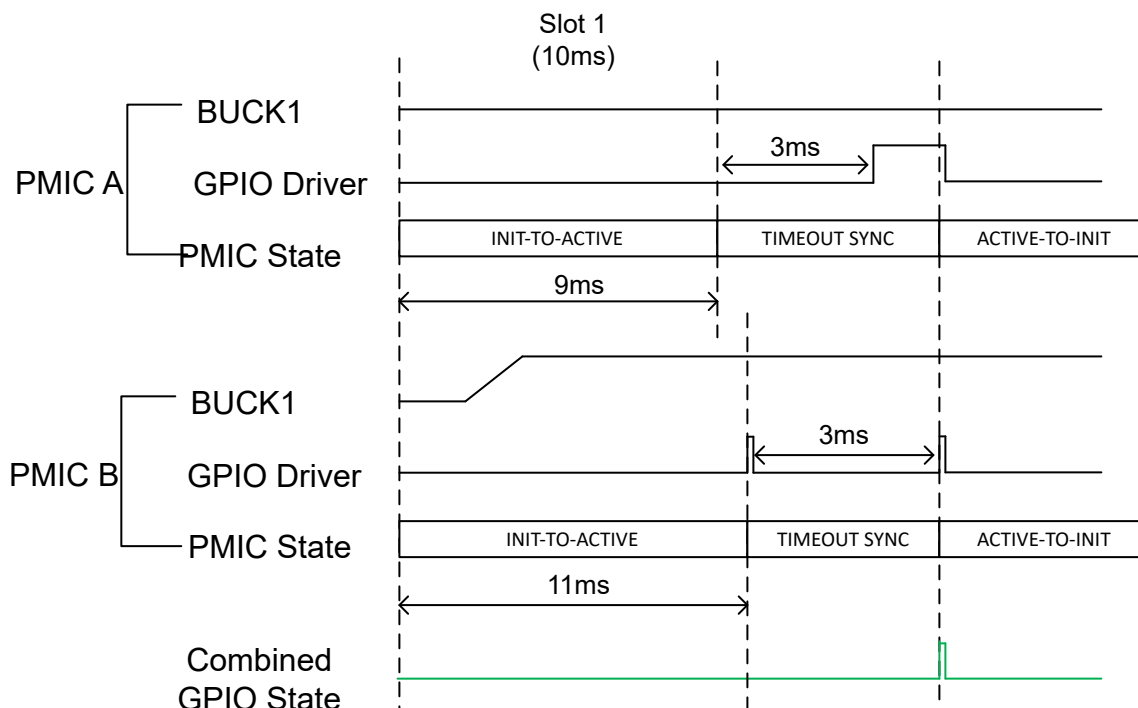 Slot 1
(10ms)
BUCK1
3ms
PMIC A
GPIO Driver
INIT-TO-ACTIVE
TIMEOUT SYNC
ACTIVE-TO-INIT
PMIC State
9ms
BUCK1
3ms
PMIC B
GPIO Driver
INIT-TO-ACTIVE
TIMEOUT SYNC
ACTIVE-TO-INIT
PMIC State
11ms
Combined
GPIO State